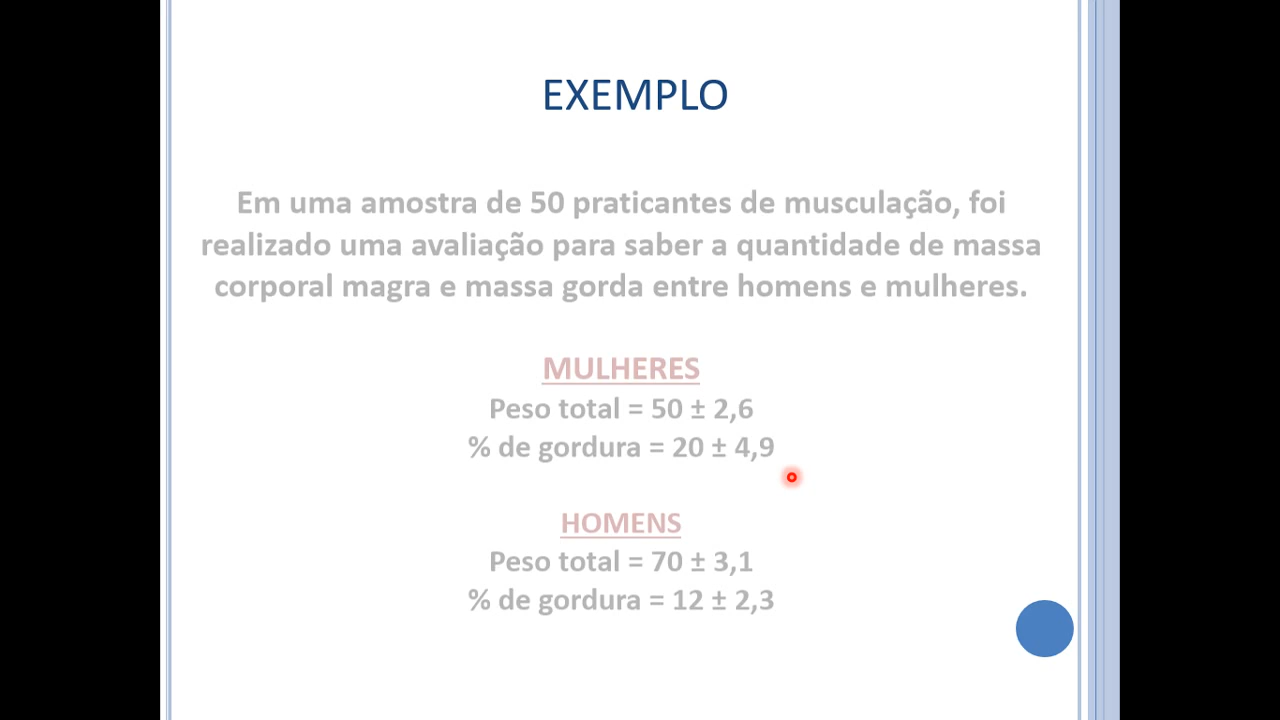 EXEMPLO
Em uma amostra de 50 praticantes de musculação, foi
realizado uma avaliação para saber a quantidade de massa
corporal magra e massa gorda entre homens e mulheres.
MULHERES
Peso total = 50 ± 2,6
% de gordura = 20 ± 4,9
HOMENS
Peso total = 70 ± 3,1
% de gordura = 12 ± 2,3